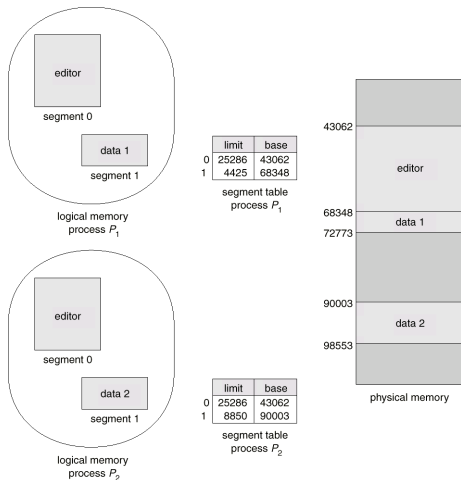 editor
segment 0
data 1
segment 1
logical memory
process P1
limit base
0 25286 43062
1 4425 68348
segment table
process P1
editor
segment 0
data 2
segment 1
logical memory
process P2
limit base
0 25286 43062
1 8850 90003
segment table
process P2
43062
editor
68348
data 1
72773
90003
data 2
98553
physical memory